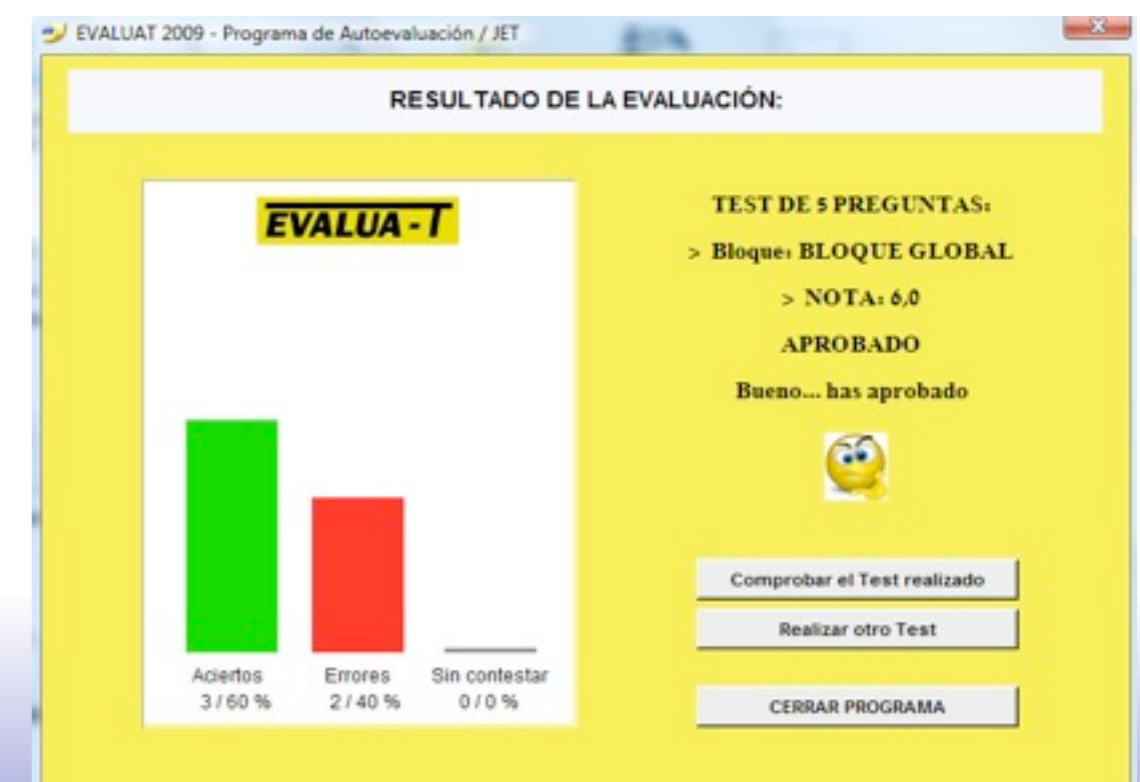 EVALUAT 2009 - Programa de Autoevaluación / JET
RESULTADO DE LA EVALUACIÓN:
EVALUA-T
Aciertos
3 / 60 %
Errores
2 / 40 %
Sin contestar
0 / 0 %
TEST DE 5 PREGUNTAS:
> Bloque: BLOQUE GLOBAL
> NOTA: 6,0
APROBADO
Bueno... has aprobado
Comprobar el Test realizado
Realizar otro Test
CERRAR PROGRAMA